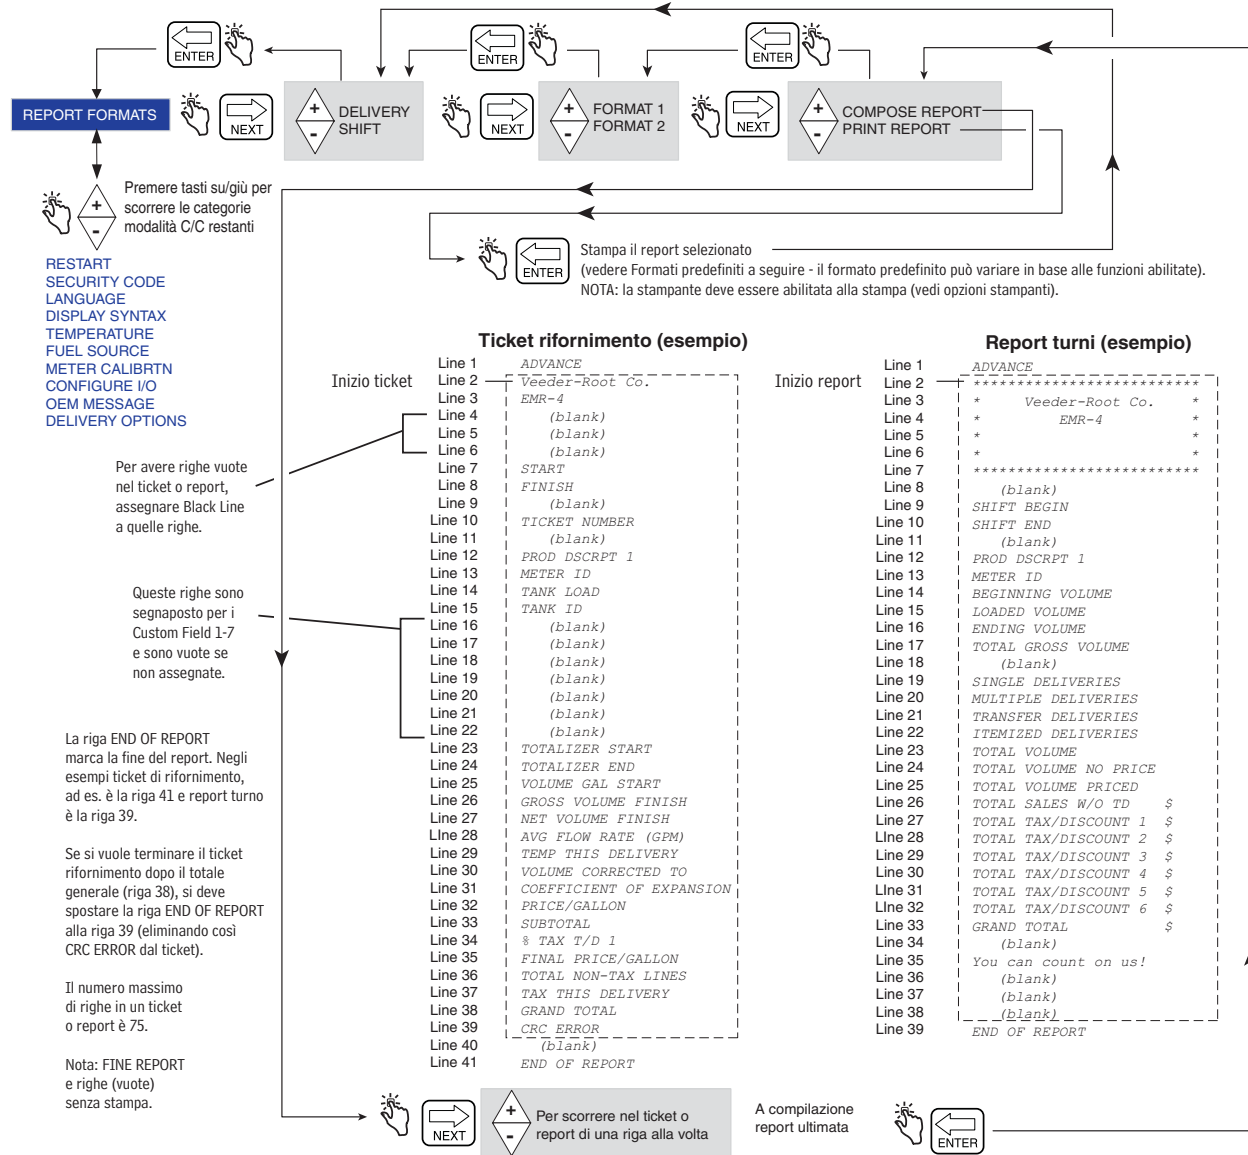 ENTER
ENTER
ENTER
REPORT FORMATS
NEXT
+
-
DELIVERY
SHIFT
NEXT
+
-
FORMAT 1
FORMAT 2
NEXT
+
-
COMPOSE REPORT
PRINT REPORT
+
-
Premere tasti su/giù per
scorrere le categorie
modalità C/C restanti
RESTART
SECURITY CODE
LANGUAGE
DISPLAY SYNTAX
TEMPERATURE
FUEL SOURCE
METER CALIBRTN
CONFIGURE I/O
OEM MESSAGE
DELIVERY OPTIONS
ENTER
Stampa il report selezionato
(vedere Formati predefiniti a seguire - il formato predefinito può variare in base alle funzioni abilitate).
NOTA: la stampante deve essere abilitata alla stampa (vedi opzioni stampanti).
Per avere righe vuote
nel ticket o report,
assegnare Black Line
a quelle righe.
Queste righe sono
segnaposto per i
Custom Field 1-7
e sono vuote se
non assegnate.
La riga END OF REPORT
marca la fine del report. Negli
esempi ticket di rifornimento,
ad es. è la riga 41 e report turno
è la riga 39.
Se si vuole terminare il ticket
rifornimento dopo il totale
generale (riga 38), si deve
spostare la riga END OF REPORT
alla riga 39 (eliminando così
CRC ERROR dal ticket).
Il numero massimo
di righe in un ticket
o report è 75.
Nota: FINE REPORT
e righe (vuote)
senza stampa.
Ticket rifornimento (esempio)
Inizio ticket
Line 1 ADVANCE
Line 2 Veeder-Root Co.
Line 3 EMR-4
Line 4 (blank)
Line 5 (blank)
Line 6 (blank)
Line 7 START
Line 8 FINISH
Line 9 (blank)
Line 10 TICKET NUMBER
Line 11 (blank)
Line 12 PROD DSCRPT 1
Line 13 METER ID
Line 14 TANK LOAD
Line 15 TANK ID
Line 16 (blank)
Line 17 (blank)
Line 18 (blank)
Line 19 (blank)
Line 20 (blank)
Line 21 (blank)
Line 22 (blank)
Line 23 TOTALIZER START
Line 24 TOTALIZER END
Line 25 VOLUME GAL START
Line 26 GROSS VOLUME FINISH
Line 27 NET VOLUME FINISH
LIne 28 AVG FLOW RATE (GPM)
Line 29 TEMP THIS DELIVERY
Line 30 VOLUME CORRECTED TO
Line 31 COEFFICIENT OF EXPANSION
Line 32 PRICE/GALLON
Line 33 SUBTOTAL
Line 34 % TAX T/D 1
Line 35 FINAL PRICE/GALLON
Line 36 TOTAL NON-TAX LINES
Line 37 TAX THIS DELIVERY
Line 38 GRAND TOTAL
Line 39 CRC ERROR
Line 40 (blank)
Line 41 END OF REPORT
Report turni (esempio)
Inizio report
Line 1 ADVANCE
Line 2 **************************
Line 3 * Veeder-Root Co. *
Line 4 * EMR-4 *
Line 5 * *
Line 6 * *
Line 7 **************************
Line 8 (blank)
Line 9 SHIFT BEGIN
Line 10 SHIFT END
Line 11 (blank)
Line 12 PROD DSCRPT 1
Line 13 METER ID
Line 14 BEGINNING VOLUME
Line 15 LOADED VOLUME
Line 16 ENDING VOLUME
Line 17 TOTAL GROSS VOLUME
Line 18 (blank)
Line 19 SINGLE DELIVERIES
Line 20 MULTIPLE DELIVERIES
Line 21 TRANSFER DELIVERIES
Line 22 ITEMIZED DELIVERIES
Line 23 TOTAL VOLUME
Line 24 TOTAL VOLUME NO PRICE
Line 25 TOTAL VOLUME PRICED
Line 26 TOTAL SALES W/O TD $
Line 27 TOTAL TAX/DISCOUNT 1 $
LIne 28 TOTAL TAX/DISCOUNT 2 $
Line 29 TOTAL TAX/DISCOUNT 3 $
Line 30 TOTAL TAX/DISCOUNT 4 $
LIne 31 TOTAL TAX/DISCOUNT 5 $
LIne 32 TOTAL TAX/DISCOUNT 6 $
Line 33 GRAND TOTAL $
Line 34 (blank)
Line 35 You can count on us!
Line 36 (blank)
Line 37 (blank)
Line 38 (blank)
Line 39 END OF REPORT
NEXT
+
-
Per scorrere nel ticket o
report di una riga alla volta
A compilazione
report ultimata
ENTER